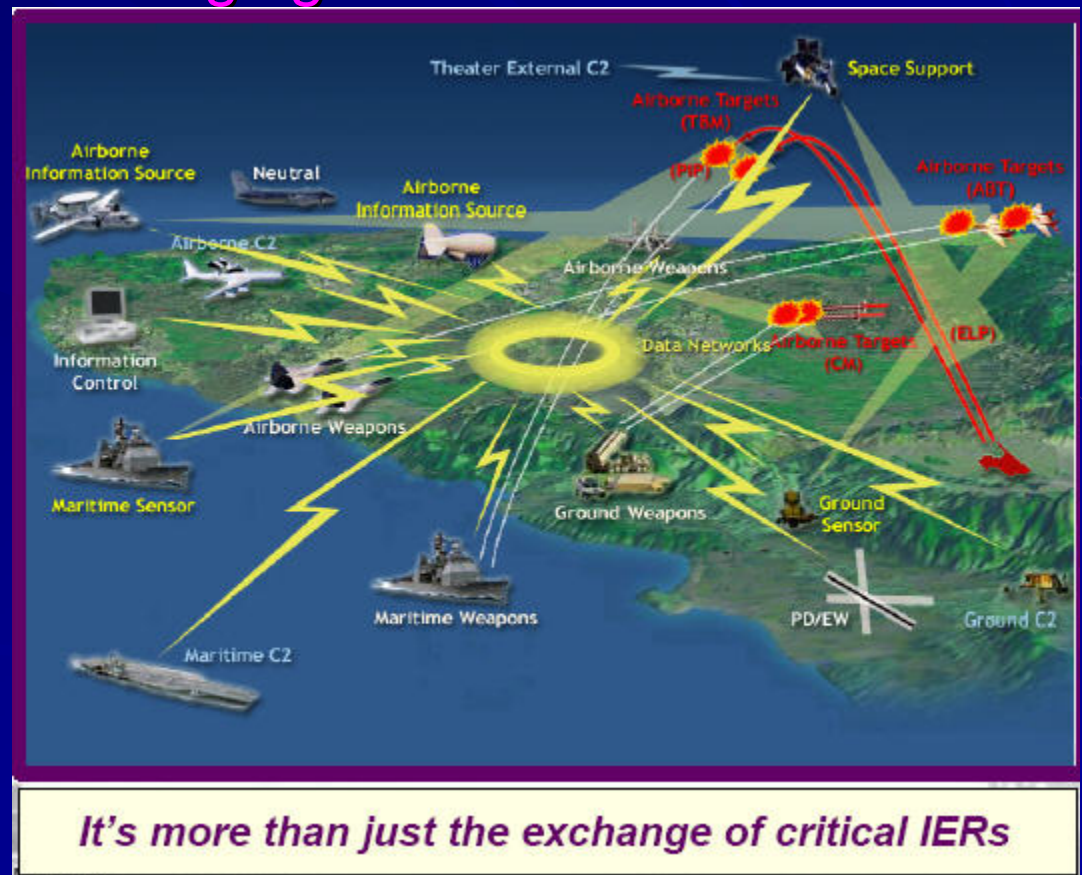 Theater External C2
Space Support
Airborne Targets
(TBM)
Airborne
Information Source
Neutral
(PIP)
Airborne Targets
(ABT)
Airborne
Information Source
Airborne C2
Airborne Weapons
Information
Control
Data Networks
Airborne Targets
(CM)
(ELP)
Airborne Weapons
Maritime Sensor
Ground Weapons
Ground
Sensor
Maritime Weapons
PD/EW
Ground C2
Maritime C2
It's more than just the exchange of critical IERs